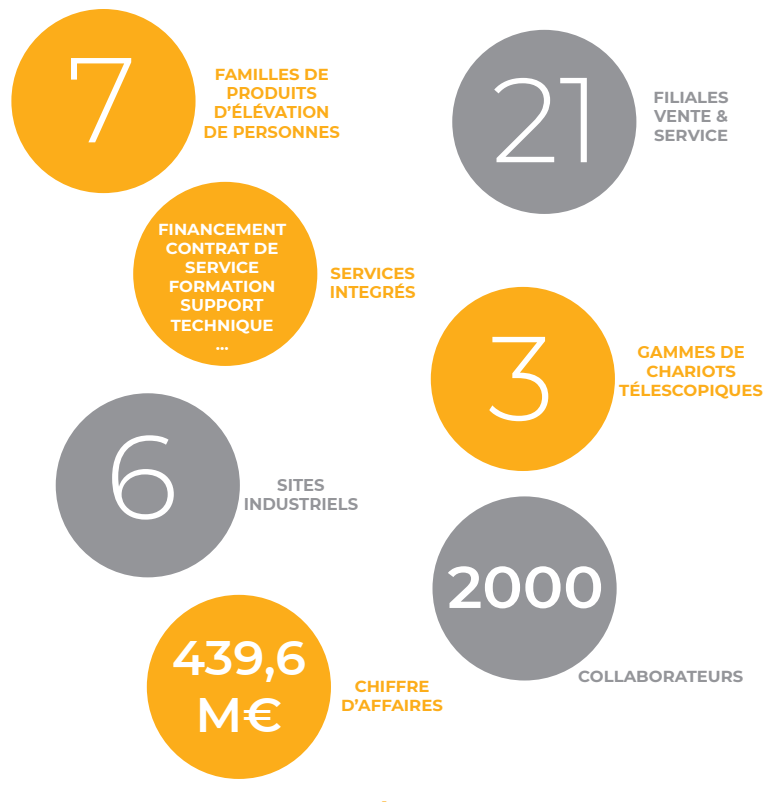 7
FAMILLES DE
PRODUITS
D'ÉLÉVATION
DE PERSONNES
21
FILIALES
VENTE &
SERVICE
FINANCEMENT
CONTRAT DE
SERVICE
FORMATION
SUPPORT
TECHNIQUE
...
SERVICES
INTEGRÉS
3
GAMMES DE
CHARIOTS
TÉLESCOPIQUES
6
SITES
INDUSTRIELS
2000
COLLABORATEURS
439,6
M€
CHIFFRE
D'AFFAIRES